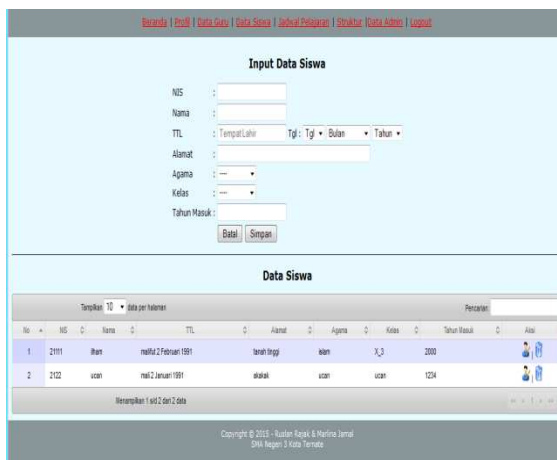 Beranda | Profil | Data Guru | Data Siswa | Jadwal Pelajaran | Struktur |Data Admin | Logout
Input Data Siswa
NIS :
Nama :
TTL : Tempat Lahir Tgl : Tgl Bulan Tahun
Alamat :
Agama : ---
Kelas : ---
Tahun Masuk :
Batal Simpan
Data Siswa
Tampilkan 10 data per halaman Pencarian:
No NIS Nama TTL Alamat Agama Kelas Tahun Masuk Aksi
1 21111 ilham malifut 2 Februari 1991 tanah tinggi islam X_3 2000
2 2122 ucan mali 2 Januari 1991 akakak ucan ucan 1234
Menampilkan 1 s/d 2 dari 2 data
Copyright © 2015 - Rustan Rajak & Marlina Jamal
SMA Negeri 3 Kota Ternate